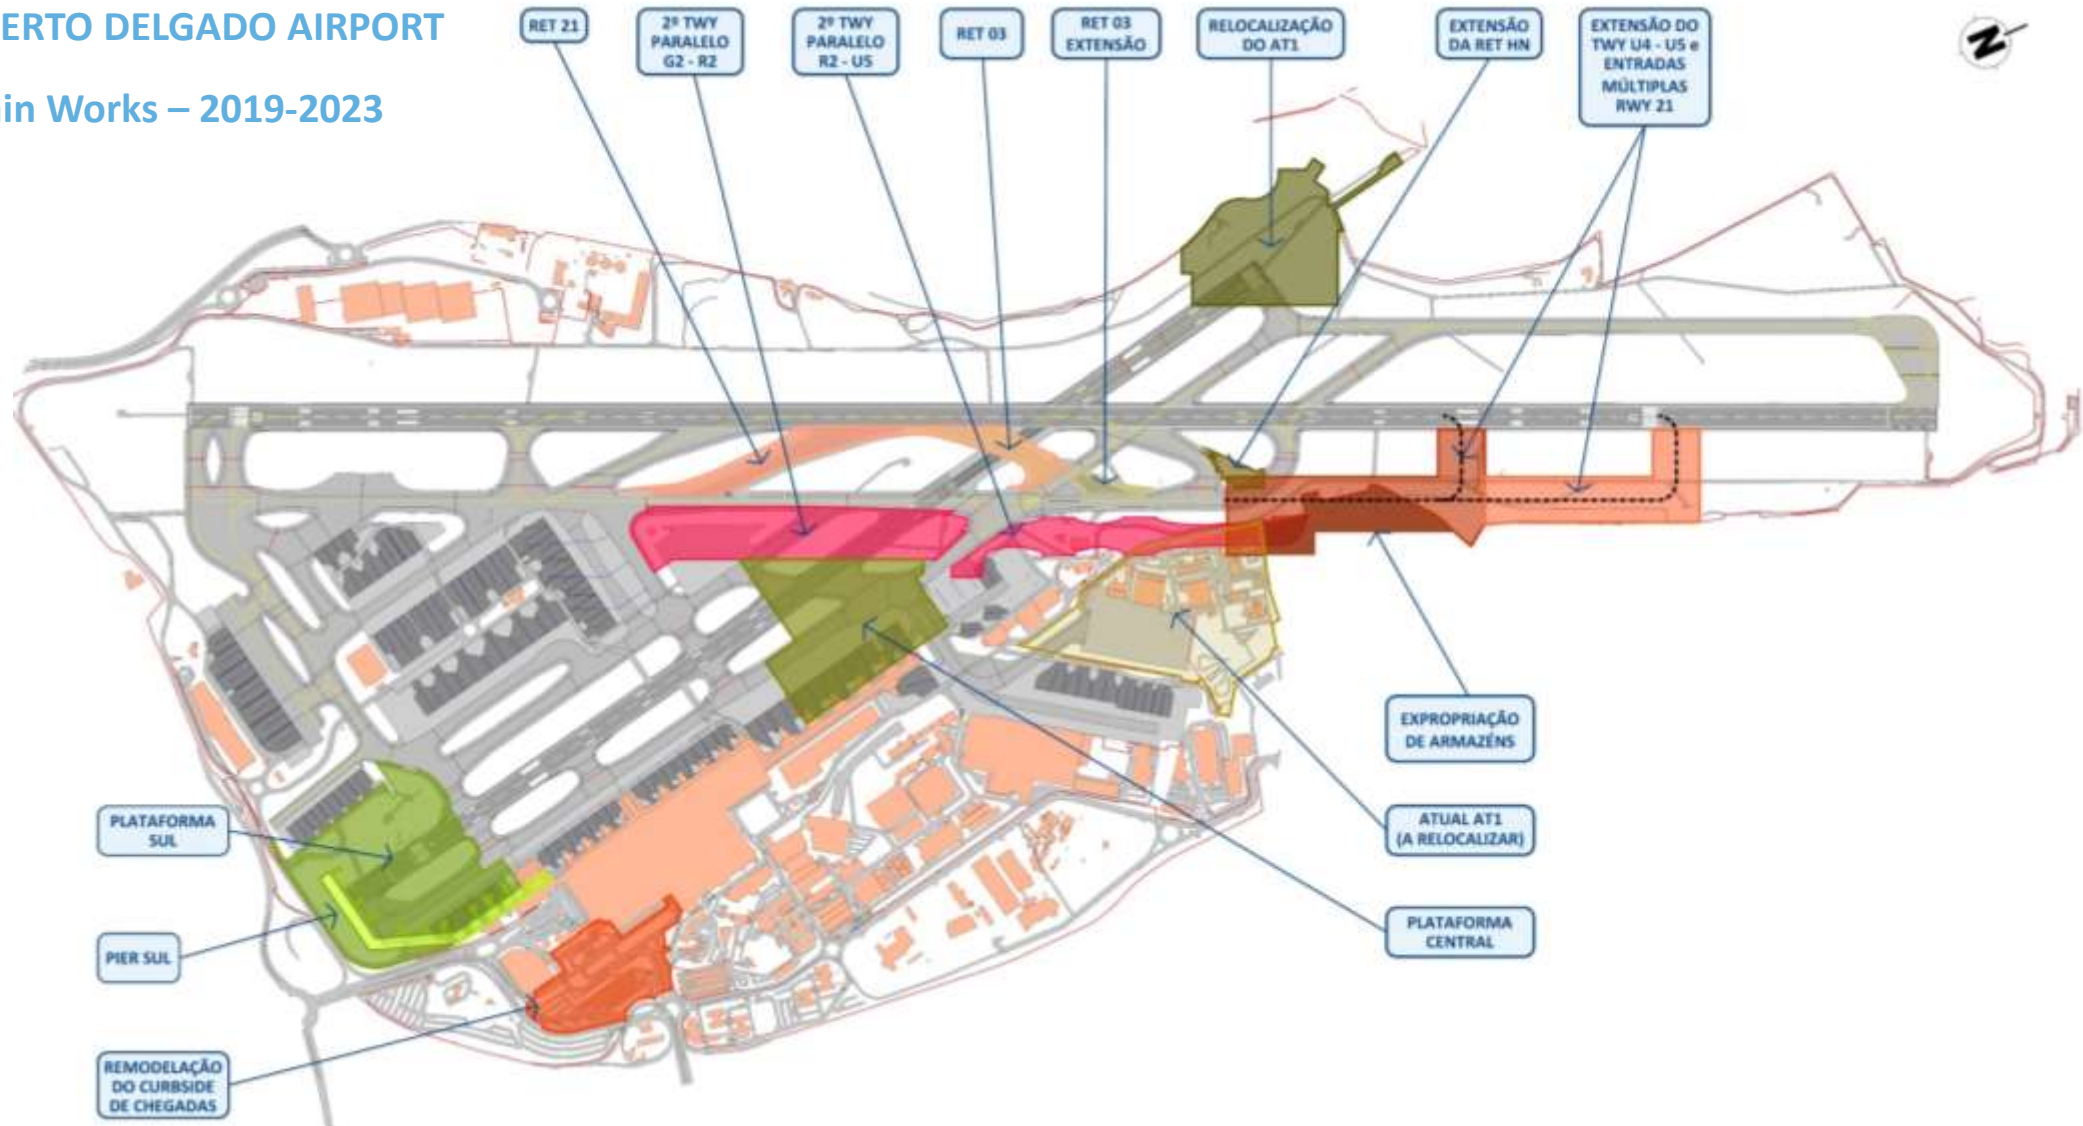 ERTO DELGADO AIRPORT
in Works – 2019-2023
RET 21
2º TWY
PARALELO
G2 - R2
2º TWY
PARALELO
R2 - U5
RET 03
RET 03
EXTENSÃO
RELOCALIZAÇÃO
DO AT1
EXTENSÃO
DA RET HN
EXTENSÃO DO
TWY U4 - U5 e
ENTRADAS
MÚLTIPLAS
RWY 21
N
EXPROPRIAÇÃO
DE ARMAZÉNS
ATUAL AT1
(A RELOCALIZAR)
PLATAFORMA
CENTRAL
PLATAFORMA
SUL
PIER SUL
REMODELAÇÃO
DO CURBSIDE
DE CHEGADAS